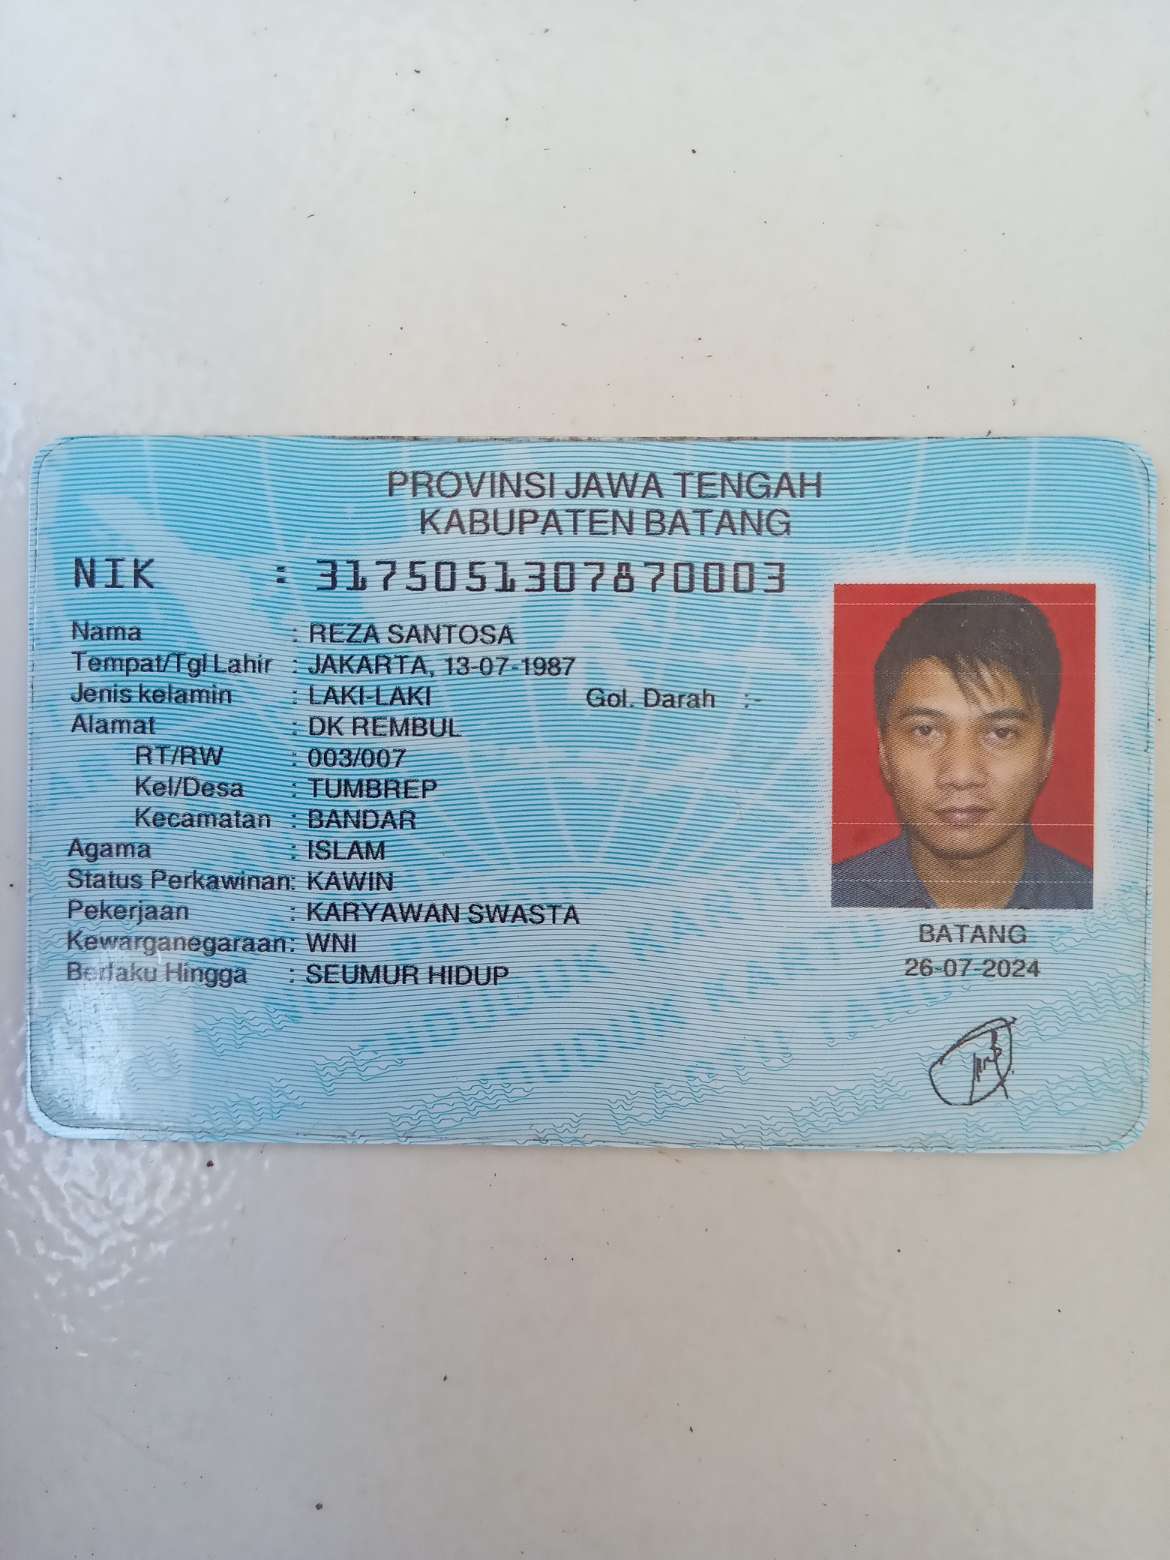 PROVINSI JAWA TENGAH
KABUPATEN BATANG
NIK : 3175051307870003
Nama : REZA SANTOSA
Tempat/Tgl Lahir : JAKARTA, 13-07-1987
Jenis kelamin : LAKI-LAKI Gol. Darah :-
Alamat : DK REMBUL
RT/RW : 003/007
Kel/Desa : TUMBREP
Kecamatan : BANDAR
Agama : ISLAM
Status Perkawinan: KAWIN
Pekerjaan : KARYAWAN SWASTA
Kewarganegaraan: WNI
Berlaku Hingga : SEUMUR HIDUP
BATANG
26-07-2024